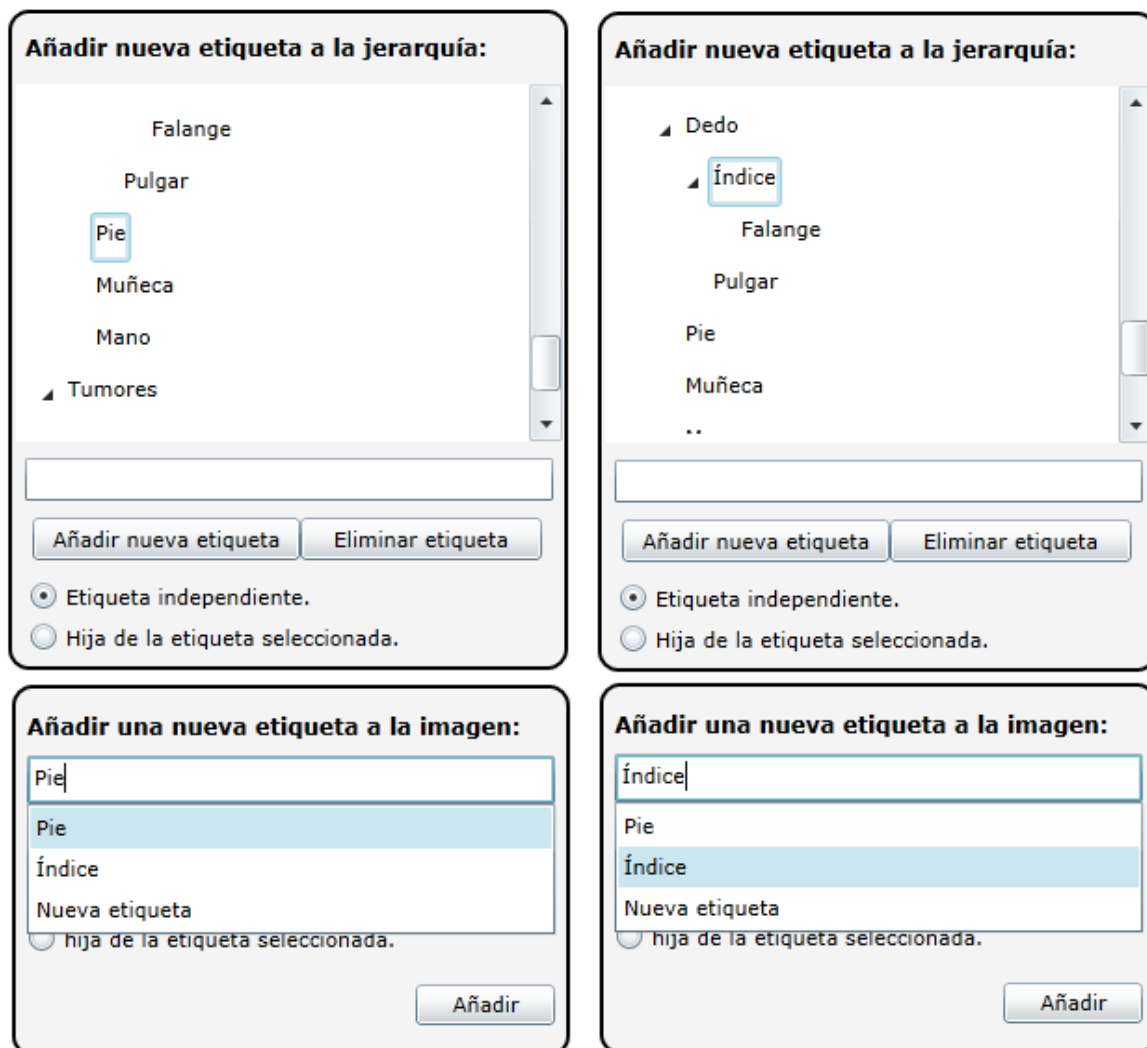 Añadir nueva etiqueta a la jerarquía:
Falange
Pulgar
Pie
Muñeca
Mano
Tumores
Añadir nueva etiqueta
Eliminar etiqueta
Etiqueta independiente.
Hija de la etiqueta seleccionada.
Añadir nueva etiqueta a la jerarquía:
Dedo
Índice
Falange
Pulgar
Pie
Muñeca
Añadir nueva etiqueta
Eliminar etiqueta
Etiqueta independiente.
Hija de la etiqueta seleccionada.
Añadir una nueva etiqueta a la imagen:
Pie
Pie
Índice
Nueva etiqueta
hija de la etiqueta seleccionada.
Añadir
Añadir una nueva etiqueta a la imagen:
Índice
Pie
Índice
Nueva etiqueta
hija de la etiqueta seleccionada.
Añadir